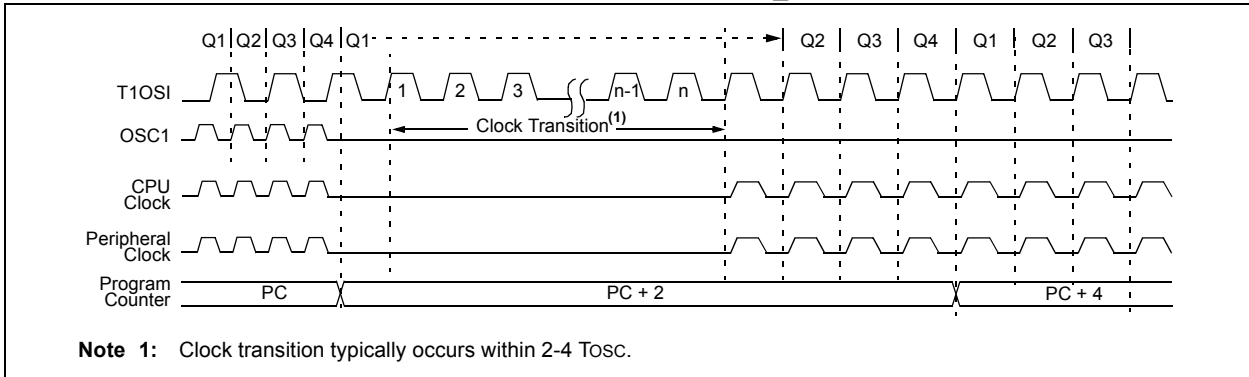 Q1 Q2 Q3 Q4 Q1 Q2 Q3 Q4 Q1 Q2 Q3
T1OSI 1 2 3 n-1 n
Clock Transition(1)
OSC1
CPU
Clock
Peripheral
Clock
Program
Counter PC PC + 2 PC + 4
Note 1: Clock transition typically occurs within 2-4 TOSC.